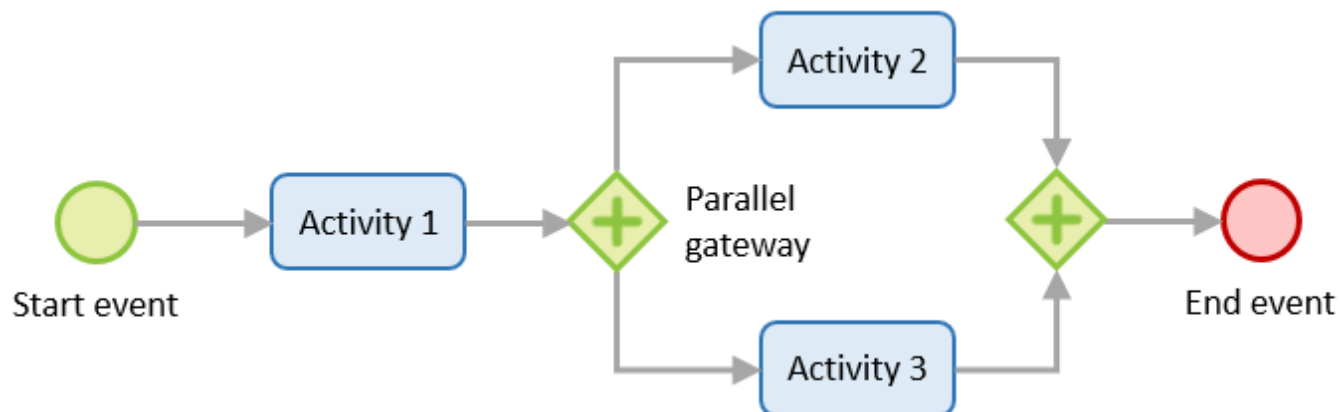 Activity 2
Activity 1
Parallel
gateway
Start event
End event
Activity 3